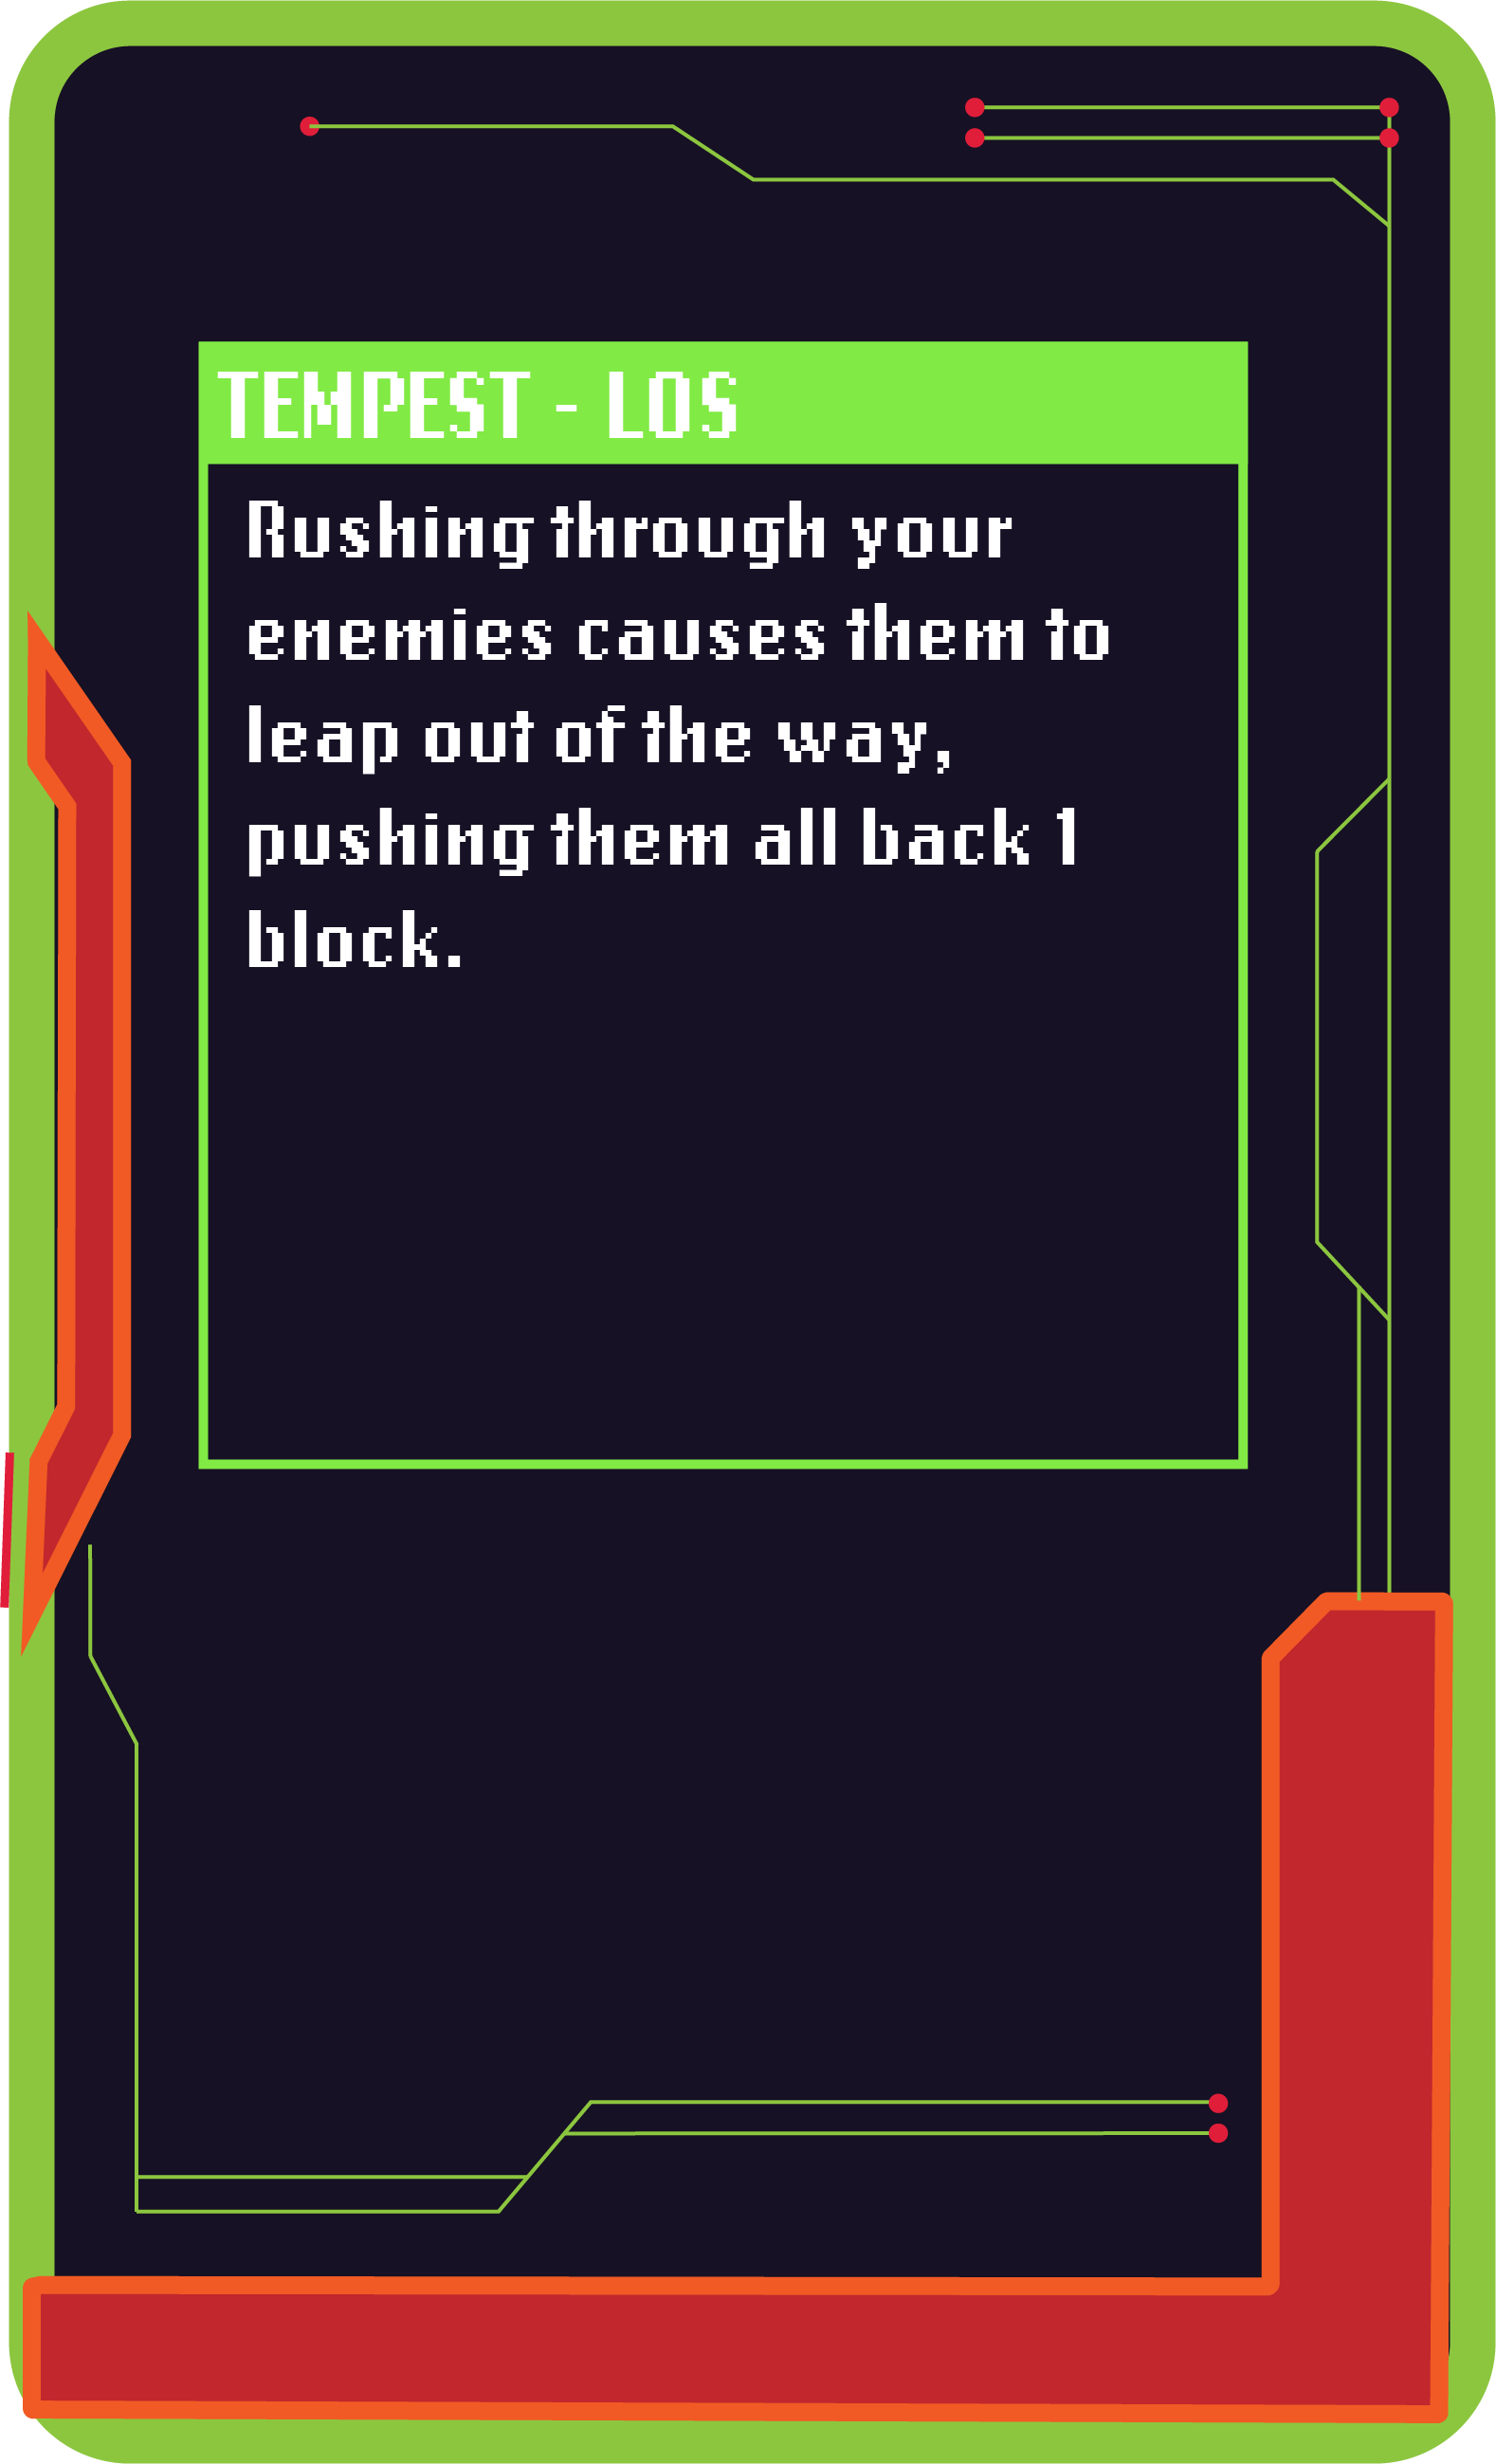 TEMPEST - LOS
Rushing through your
enemies causes them to
leap out of the way,
pushing them all back 1
block.